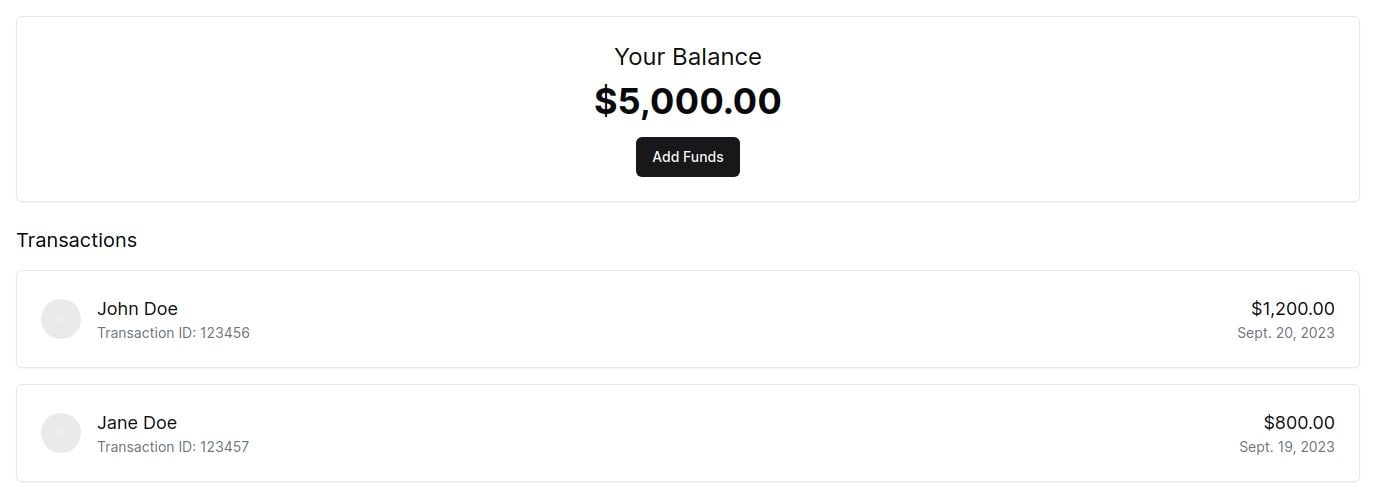 Your Balance
$5,000.00
Add Funds
Transactions
John Doe
Transaction ID: 123456
$1,200.00
Sept. 20, 2023
Jane Doe
Transaction ID: 123457
$800.00
Sept. 19, 2023